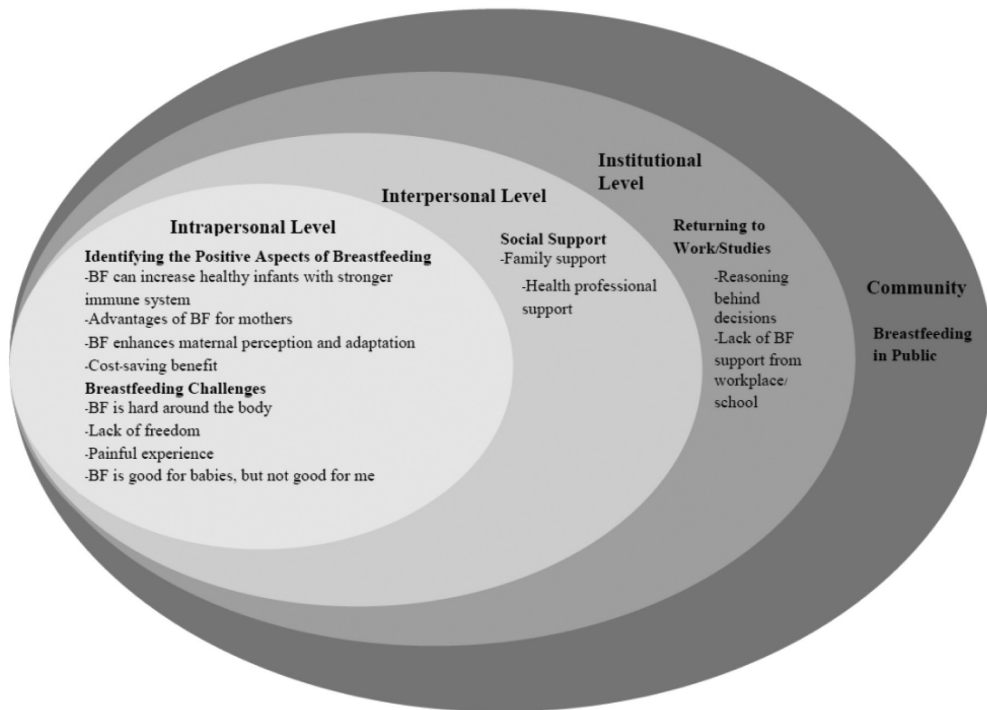 Intrapersonal Level
Identifying the Positive Aspects of Breastfeeding
-BF can increase healthy infants with stronger
immune system
-Advantages of BF for mothers
-BF enhances maternal perception and adaptation
-Cost-saving benefit
Breastfeeding Challenges
-BF is hard around the body
-Lack of freedom
-Painful experience
-BF is good for babies, but not good for me
Interpersonal Level
Social Support
-Family support
-Health professional
support
Institutional
Level
Returning to
Work/Studies
-Reasoning
behind
decisions
-Lack of BF
support from
workplace/
school
Community
Breastfeeding
in Public